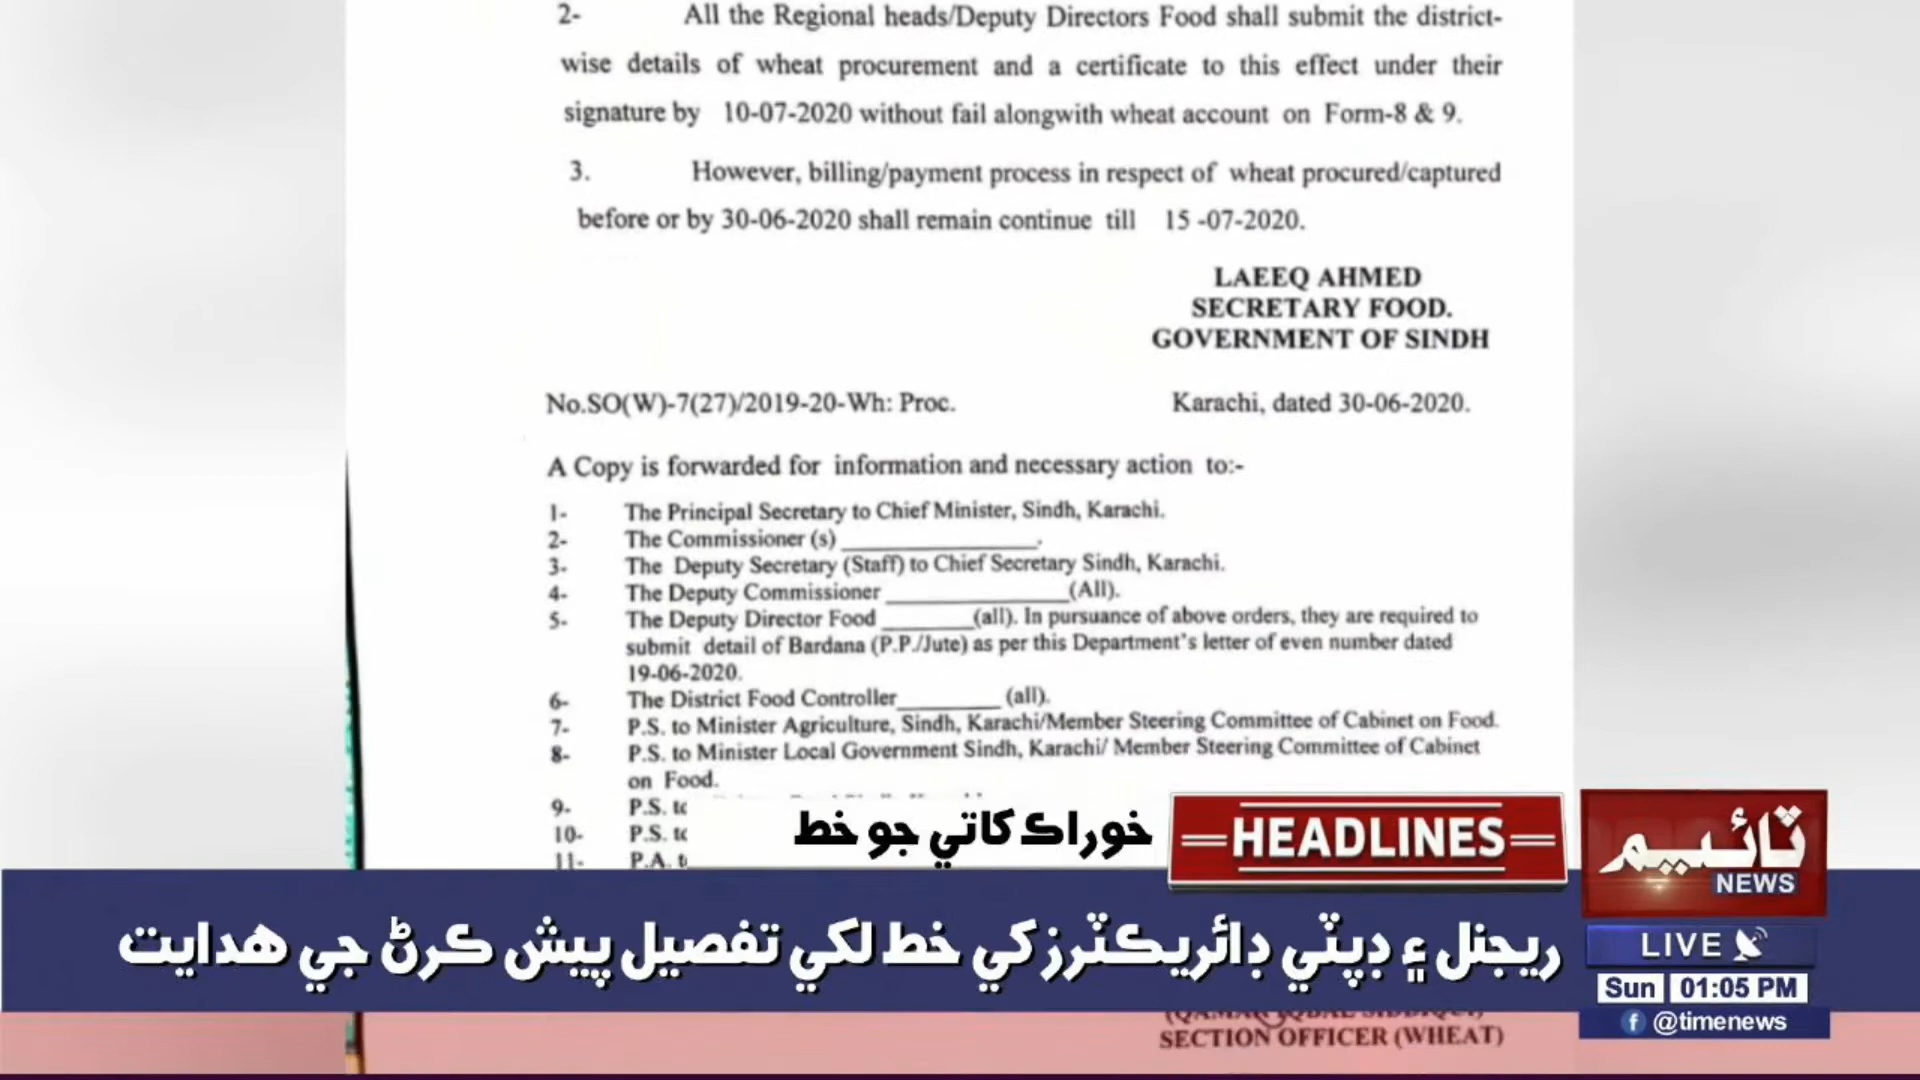 2- All the Regional heads/Deputy Directors Food shall submit the district-
wise details of wheat procurement and a certificate to this effect under their
signature by 10-07-2020 without fail alongwith wheat account on Form-8 & 9.
3. However, billing/payment process in respect of wheat procured/captured
before or by 30-06-2020 shall remain continue till 15 -07-2020.
LAEEQ AHMED
SECRETARY FOOD.
GOVERNMENT OF SINDH
No.SO(W)-7(27)/2019-20-Wh: Proc. Karachi, dated 30-06-2020.
A Copy is forwarded for information and necessary action to:-
1- The Principal Secretary to Chief Minister, Sindh, Karachi.
2- The Commissioner (s) ________________.
3- The Deputy Secretary (Staff) to Chief Secretary Sindh, Karachi.
4- The Deputy Commissioner _______________(All).
5- The Deputy Director Food ________(all). In pursuance of above orders, they are required to
submit detail of Bardana (P.P./Jute) as per this Department's letter of even number dated
19-06-2020.
6- The District Food Controller_________ (all).
7- P.S. to Minister Agriculture, Sindh, Karachi/Member Steering Committee of Cabinet on Food.
8- P.S. to Minister Local Government Sindh, Karachi/ Member Steering Committee of Cabinet
on Food.
9- P.S. to
10- P.S. to
11- P.A. t
خوراڪ کاتي جو خط
HEADLINES
ٽائيم
NEWS
ريجنل ۽ ڊپٽي ڊائريڪٽرز کي خط لکي تفصيل پيش ڪرڻ جي هدايت
LIVE
Sun 01:05 PM
@timenews
SECTION OFFICER (WHEAT)